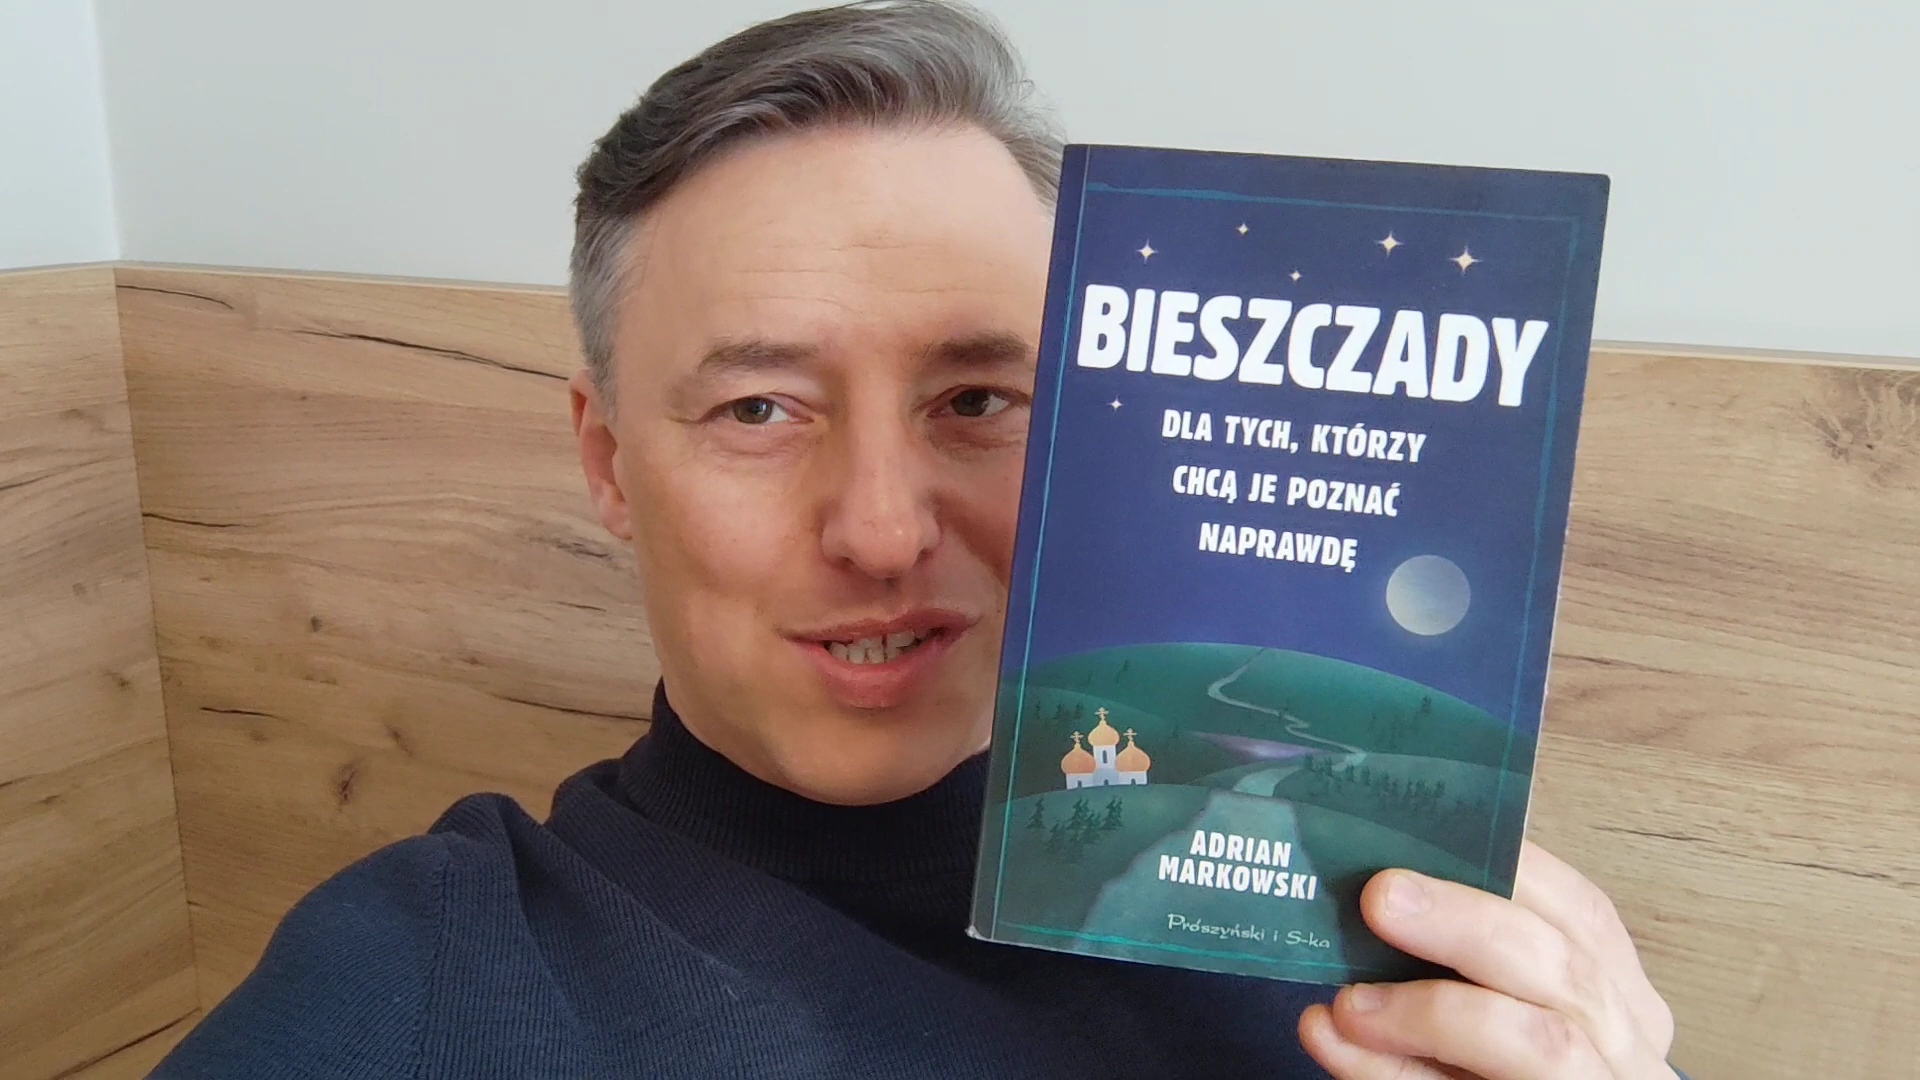 BIESZCZADY
DLA TYCH, KTÓRZY
CHCĄ JE POZNAĆ
NAPRAWDĘ
ADRIAN
MARKOWSKI
Prószyński i S-ka